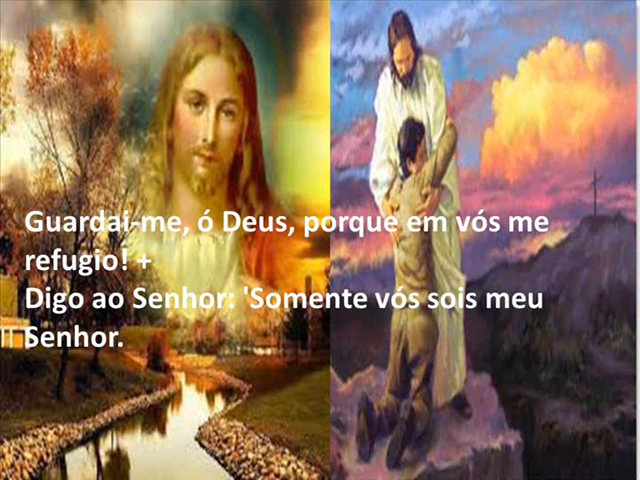 Guardai-me, ó Deus, porque em vós me
refugio! +
Digo ao Senhor: 'Somente vós sois meu
Senhor.